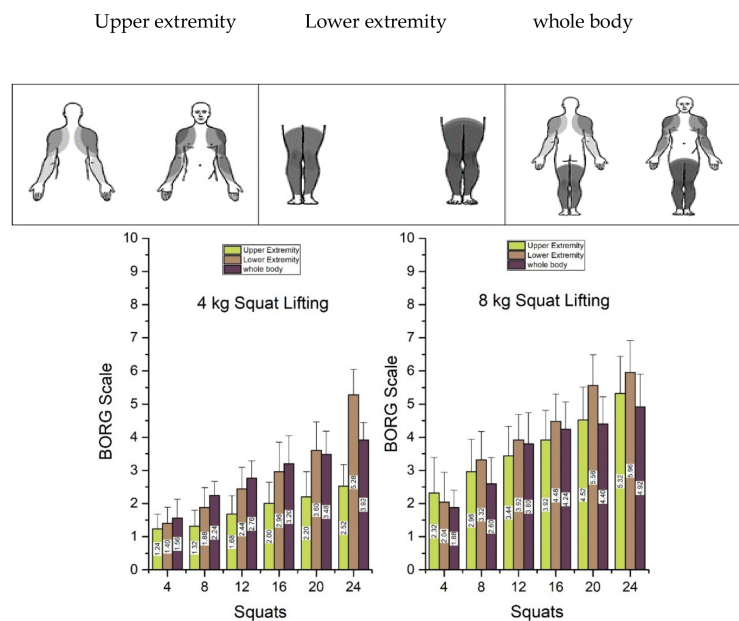 Upper extremity Lower extremity whole body
10
9
8
7
6
5
4
3
2
1
0
BORG Scale
Upper Extremity
Lower Extremity
whole body
4 kg Squat Lifting
1.24 1.40 1.56 1.32 1.88 2.24 1.68 2.44 2.76 2.00 2.96 3.20 2.20 3.60 3.48 2.52 5.28 3.92
4 8 12 16 20 24
Squats
10
9
8
7
6
5
4
3
2
1
0
BORG Scale
Upper Extremity
Lower Extremity
whole body
8 kg Squat Lifting
2.32 2.04 1.88 2.96 3.32 2.60 3.44 3.92 3.80 3.92 4.48 4.24 4.52 5.56 4.40 5.32 5.96 4.92
4 8 12 16 20 24
Squats